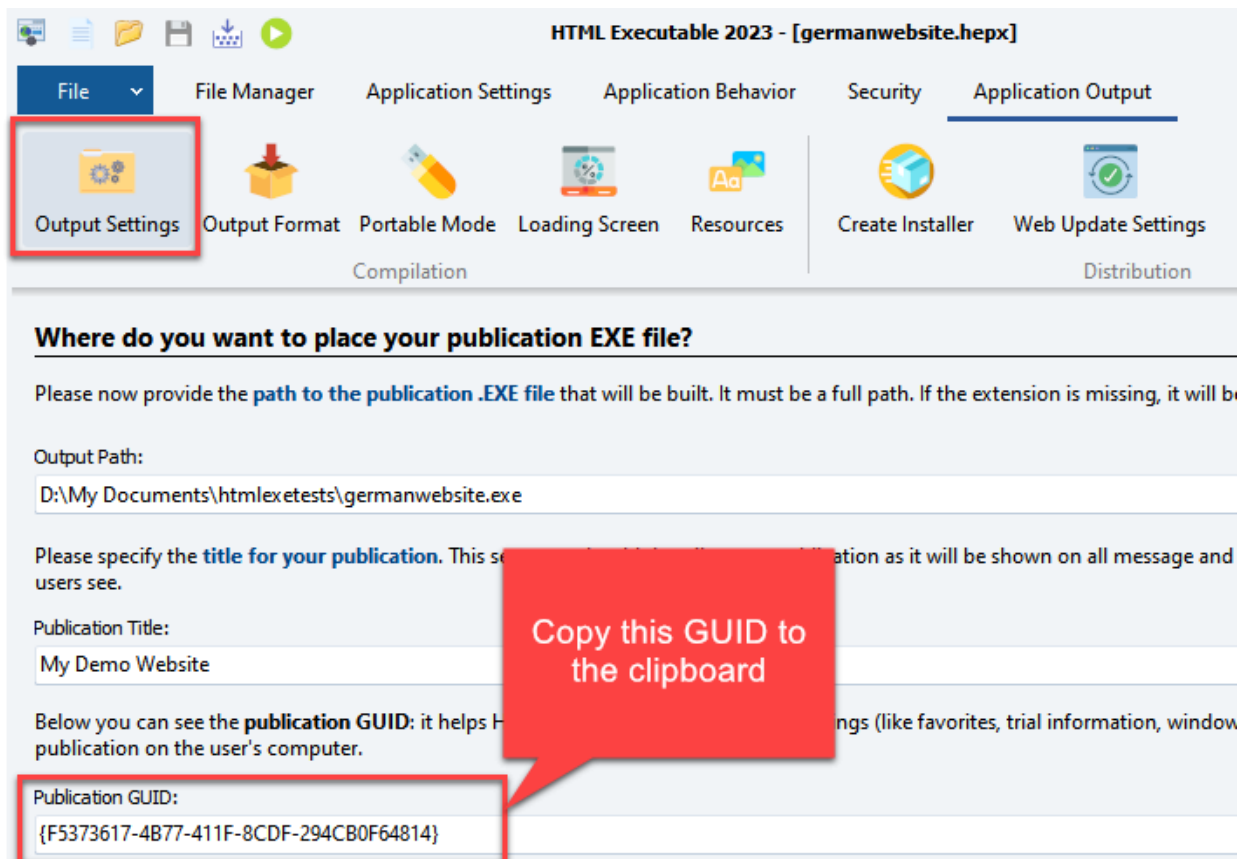 HTML Executable 2023 - [germanwebsite.hepx]
File File Manager Application Settings Application Behavior Security Application Output
Output Settings Output Format Portable Mode Loading Screen Resources Create Installer Web Update Settings
Compilation Distribution
Where do you want to place your publication EXE file?
Please now provide the path to the publication .EXE file that will be built. It must be a full path. If the extension is missing, it will
Output Path:
D:\My Documents\htmlexetests\germanwebsite.exe
Please specify the title for your publication. This as it will be shown on all message and
users see.
Publication Title:
My Demo Website
Copy this GUID to
the clipboard
Below you can see the publication GUID: it helps (like favorites, trial information, window
publication on the user's computer.
Publication GUID:
{F5373617-4B77-411F-8CDF-294CB0F64814}